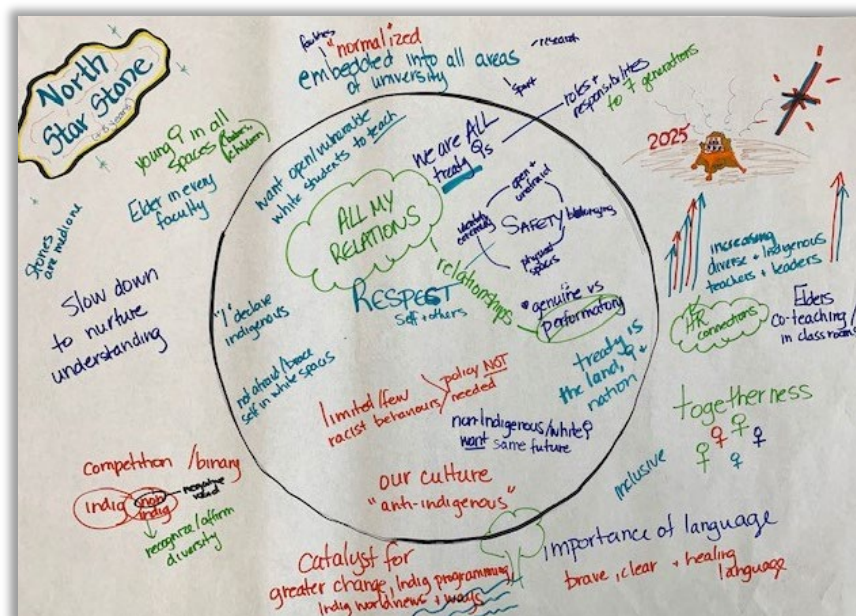 North
Star Stone
faculties
"normalized
embedded into all areas
of university
research
sport
young ♀ in all
spaces
children)
Elder in every
faculty
Stones
are medicine
Slow down
to nurture
understanding
want open/vulnerable
white students to teach
We are ALL
treaty ♀s
roles +
responsibilities
to 7 generations
2025
ALL MY
RELATIONS
open +
unafraid
SAFETY
belonging
physical
spaces
relationships
RESPECT
self + others
* genuine vs
performatory
"I" declare
indigenous
not afraid/brace
self in white spaces
increasing
diverse + Indigenous
teachers + leaders
HR
connections
Elders
co-teaching/
in classrooms
treaty is
the land, ♀ +
nation
limited/few
racist behaviours
policy NOT
needed
non-Indigenous/white ♀
want same future
togetherness
inclusive
competition /binary
indig
non
indig
negative
recognize/affirm
diversity
our culture
"anti-indigenous"
importance of language
brave, clear + healing
language
Catalyst for
greater change, Indig programming
Indig worldviews + ways